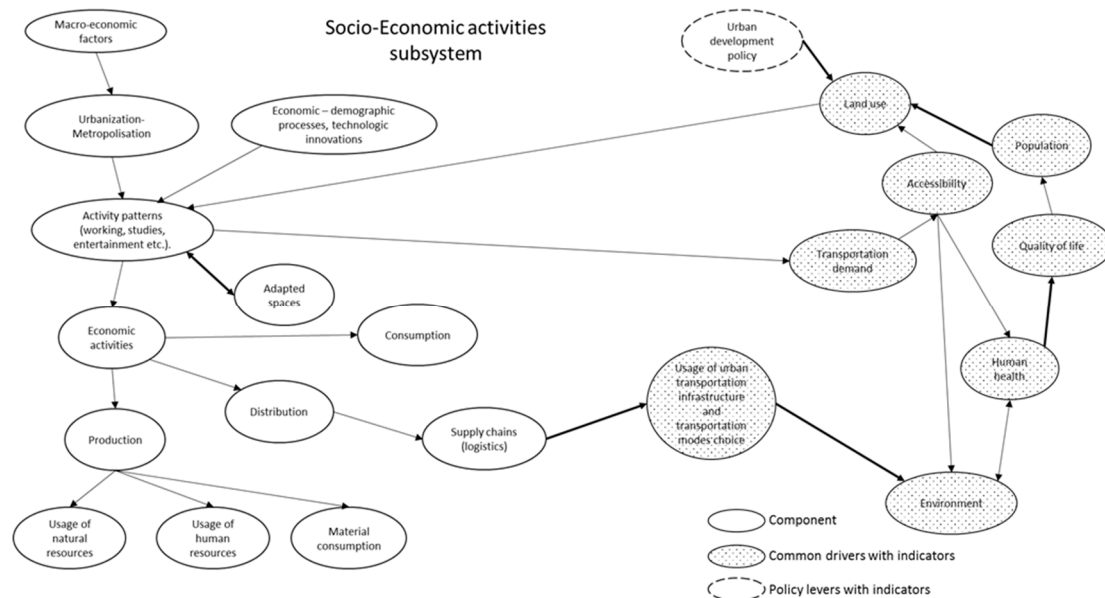 Macro-economic
factors
Socio-Economic activities
subsystem
Urban
development
policy
Land use
Urbanization-
Metropolisation
Economic – demographic
processes, technologic
innovations
Population
Accessibility
Activity patterns
(working, studies,
entertainment etc.).
Quality of life
Transportation
demand
Adapted
spaces
Economic
activities
Consumption
Human
health
Usage of urban
transportation
infrastructure
and
transportation
modes choice
Distribution
Supply chains
(logistics)
Production
Environment
Usage of
natural
resources
Usage of
human
resources
Material
consumption
Component
Common drivers with indicators
Policy levers with indicators